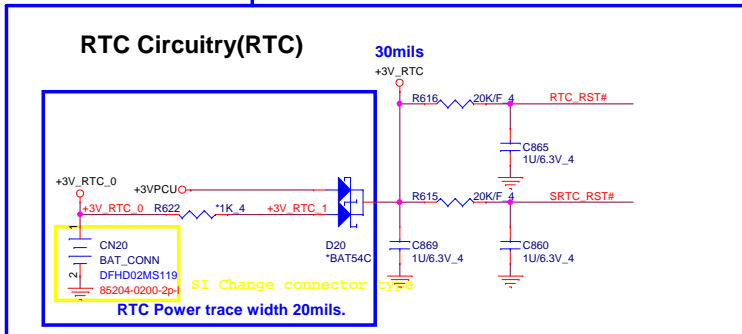 RTC Circuitry(RTC)
30mils
+3V_RTC
R616
20K/F_4
RTC_RST#
C865
1U/6.3V_4
+3V_RTC_0
+3VPCU
+3V_RTC_0
R622
*1K_4
+3V_RTC_1
R615
20K/F_4
SRTC_RST#
1
2
CN20
BAT_CONN
DFHD02MS119
85204-0200-2p-l
D20
*BAT54C
C869
1U/6.3V_4
C860
1U/6.3V_4
SI Change connector type
RTC Power trace width 20mils.